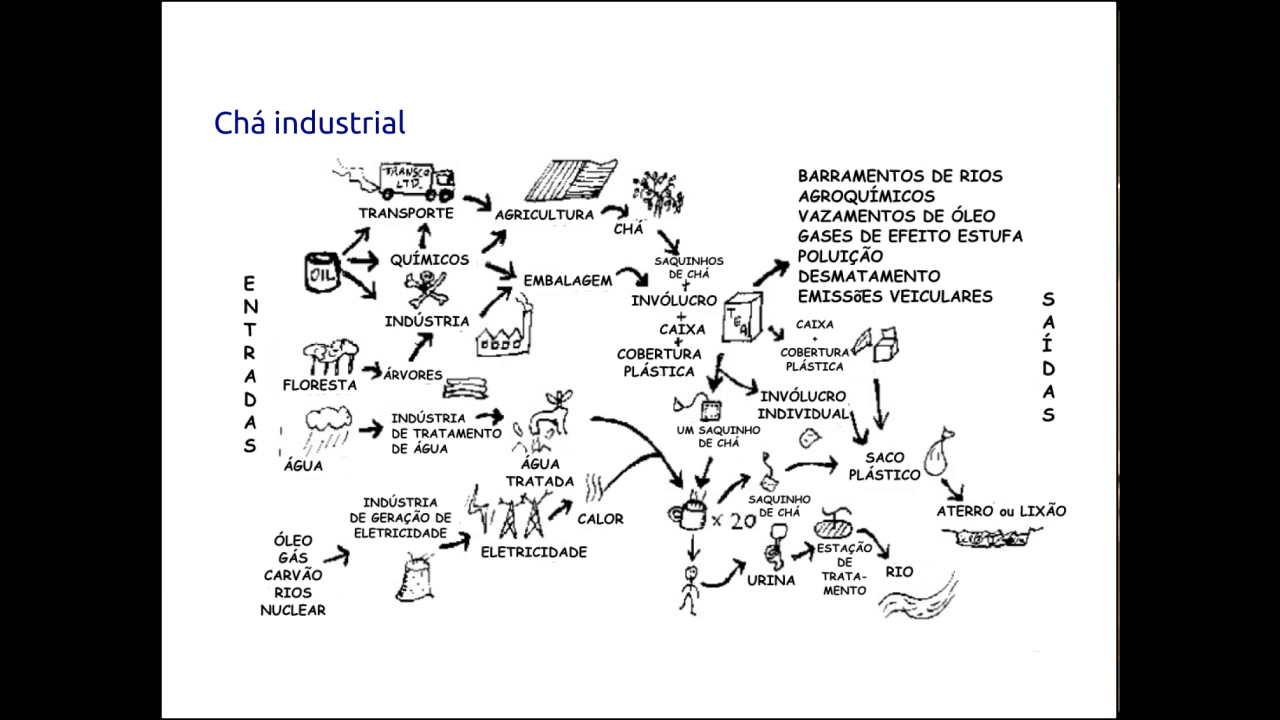 Chá industrial
TRANSCO
LTD.
TRANSPORTE
AGRICULTURA
CHÁ
BARRAMENTOS DE RIOS
AGROQUÍMICOS
VAZAMENTOS DE ÓLEO
GASES DE EFEITO ESTUFA
POLUIÇÃO
DESMATAMENTO
EMISSõES VEICULARES
OIL
QUÍMICOS
EMBALAGEM
SAQUINHOS
DE CHÁ
+
INVÓLUCRO
+
CAIXA
+
COBERTURA
PLÁSTICA
TEA
CAIXA
+
COBERTURA
PLÁSTICA
ENTRADAS
SAÍDAS
INDÚSTRIA
FLORESTA
ÁRVORES
INVÓLUCRO
INDIVIDUAL
ÁGUA
INDÚSTRIA
DE TRATAMENTO
DE ÁGUA
ÁGUA
TRATADA
UM SAQUINHO
DE CHÁ
SACO
PLÁSTICO
INDÚSTRIA
DE GERAÇÃO DE
ELETRICIDADE
ELETRICIDADE
CALOR
x 20
SAQUINHO
DE CHÁ
ATERRO ou LIXÃO
ÓLEO
GÁS
CARVÃO
RIOS
NUCLEAR
URINA
ESTAÇÃO
DE
TRATA-
MENTO
RIO